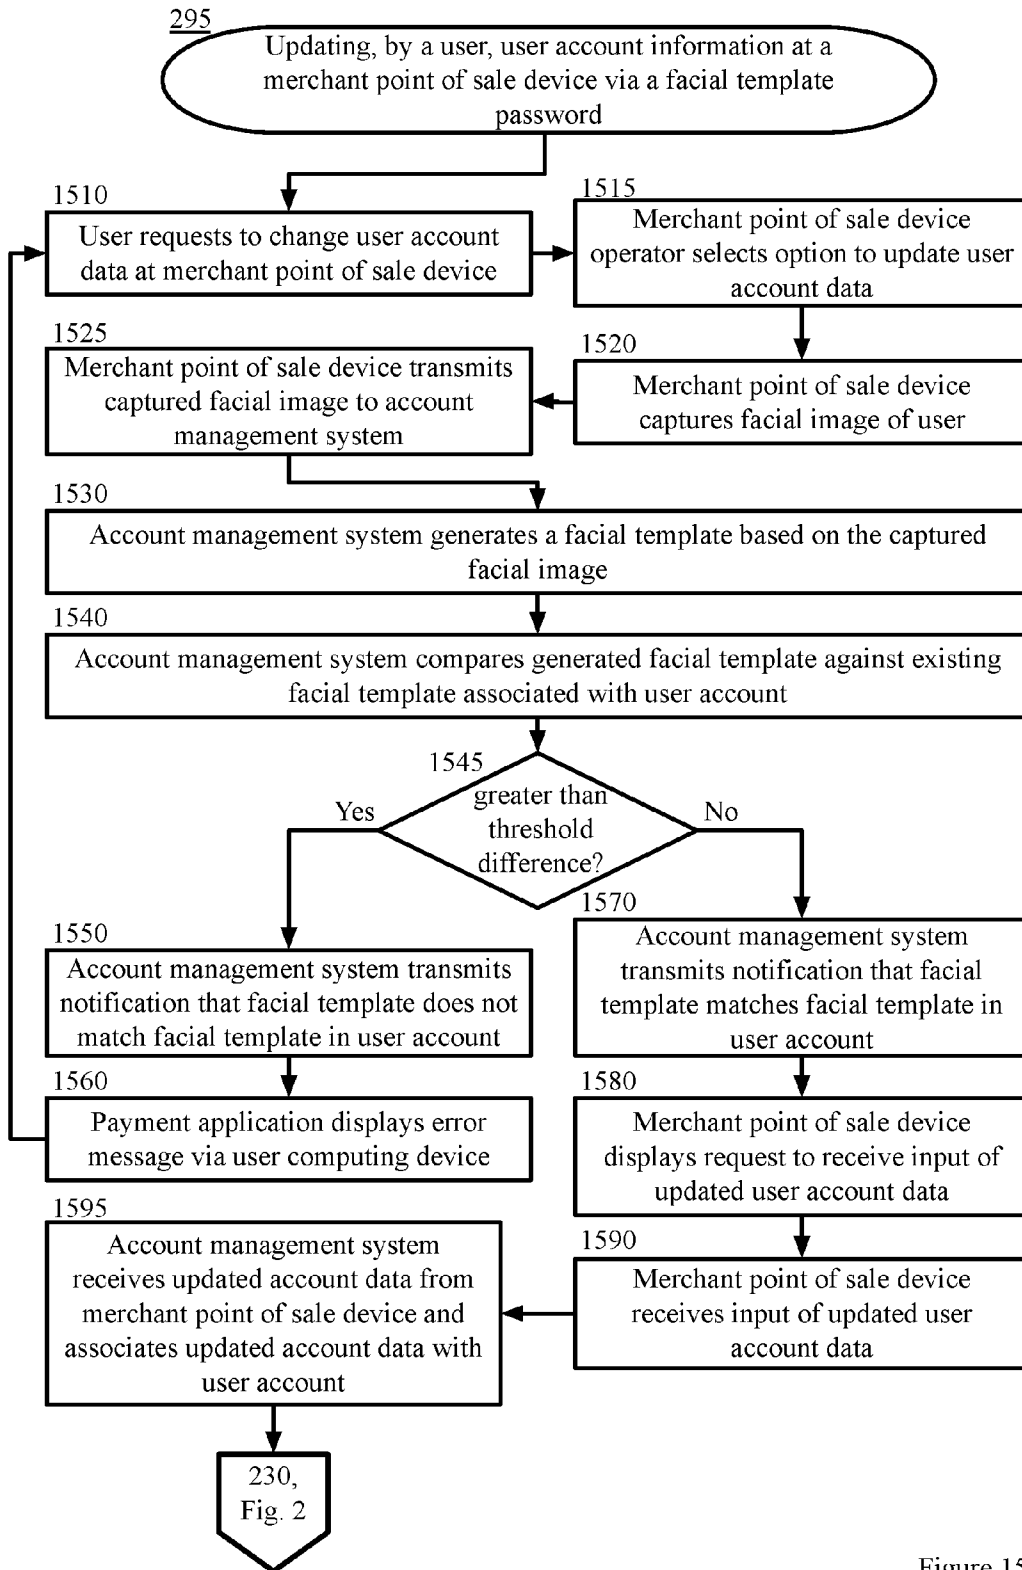 295
Updating, by a user, user account information at a
merchant point of sale device via a facial template
password
1510
User requests to change user account
data at merchant point of sale device
1515
Merchant point of sale device
operator selects option to update user
account data
1525
Merchant point of sale device transmits
captured facial image to account
management system
1520
Merchant point of sale device
captures facial image of user
1530
Account management system generates a facial template based on the captured
facial image
1540
Account management system compares generated facial template against existing
facial template associated with user account
1545
greater than
threshold
difference?
Yes
No
1550
Account management system transmits
notification that facial template does not
match facial template in user account
1560
Payment application displays error
message via user computing device
1570
Account management system
transmits notification that facial
template matches facial template in
user account
1580
Merchant point of sale device
displays request to receive input of
updated user account data
1590
Merchant point of sale device
receives input of updated user
account data
1595
Account management system
receives updated account data from
merchant point of sale device and
associates updated account data with
user account
230,
Fig. 2
Figure 15